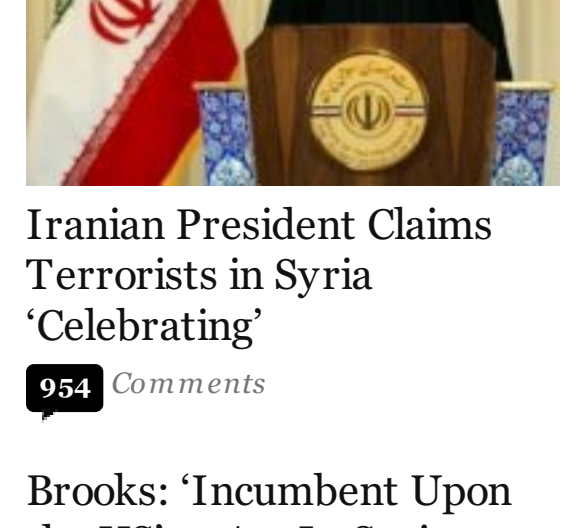 Iranian President Claims
Terrorists in Syria
‘Celebrating’
954 Comments
Brooks: ‘Incumbent Upon